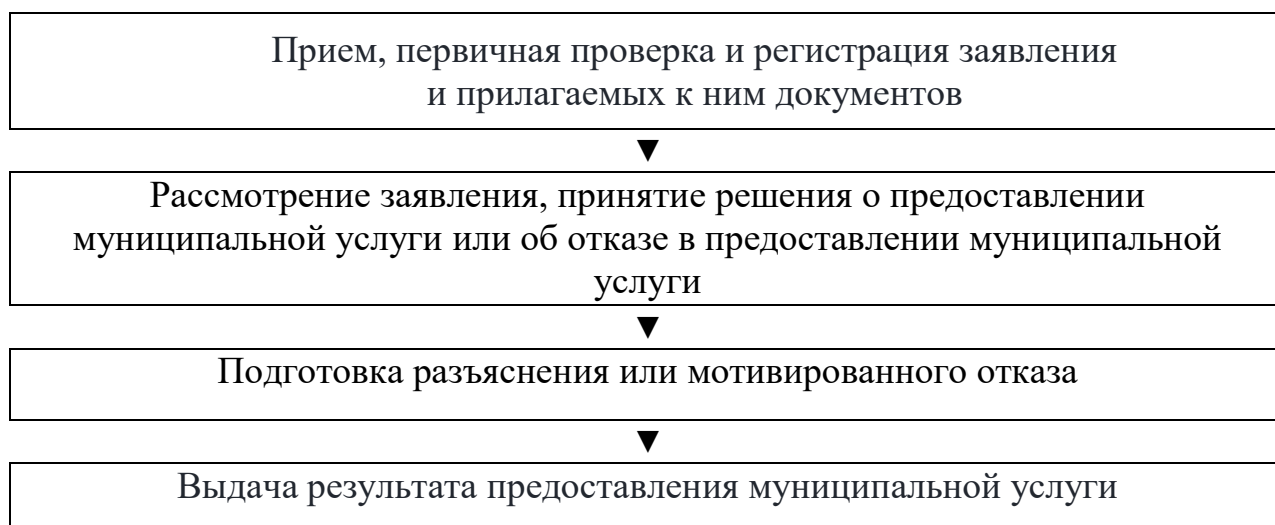 Прием, первичная проверка и регистрация заявления
и прилагаемых к ним документов
▼
Рассмотрение заявления, принятие решения о предоставлении
муниципальной услуги или об отказе в предоставлении муниципальной
услуги
▼
Подготовка разъяснения или мотивированного отказа
▼
Выдача результата предоставления муниципальной услуги